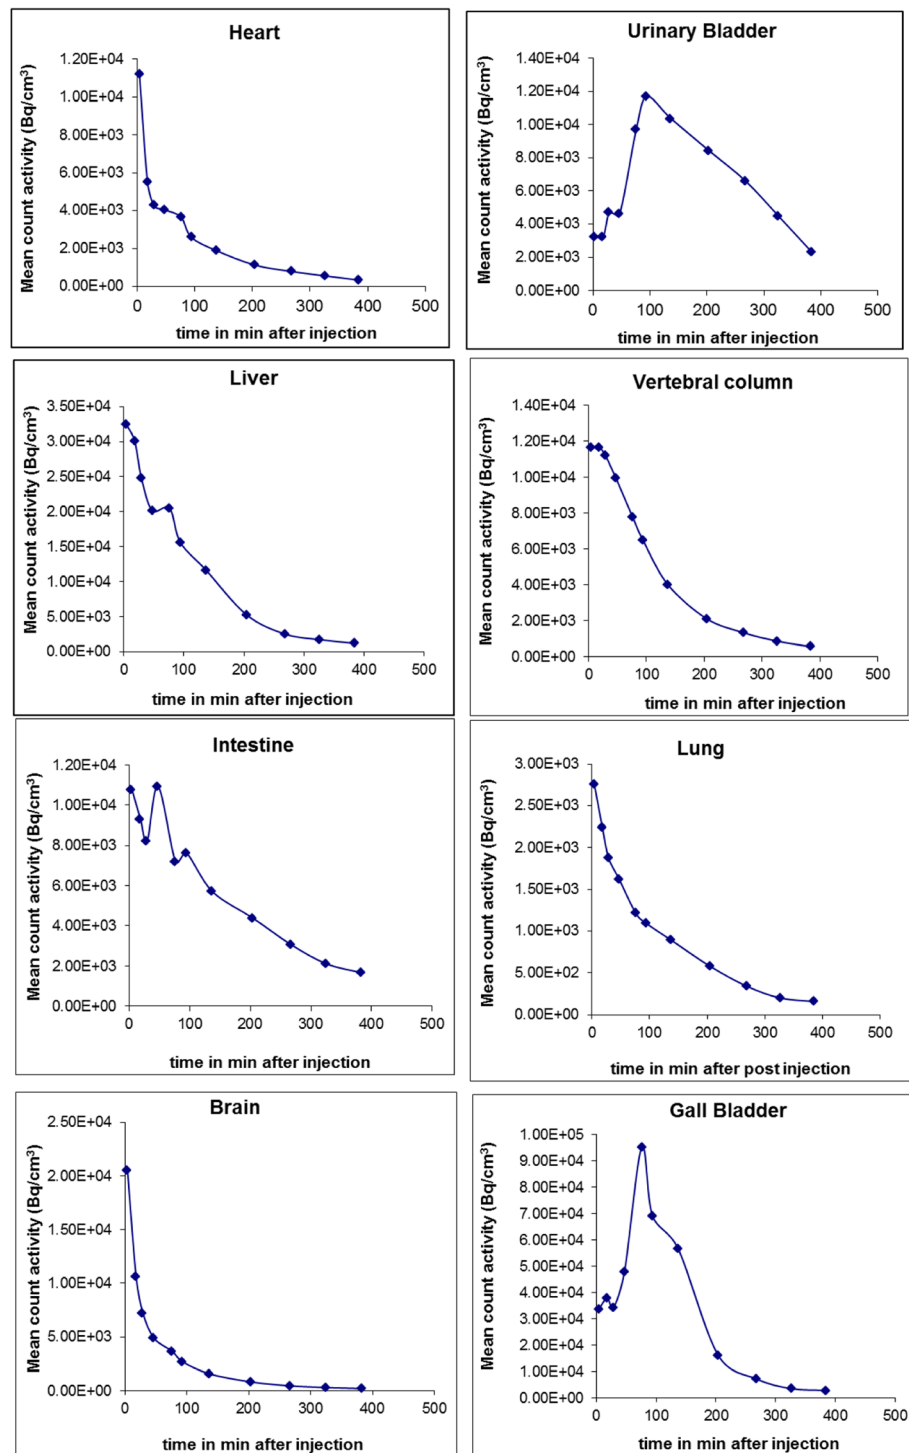 Heart
Mean count activity (Bq/cm³)
1.20E+04
1.00E+04
8.00E+03
6.00E+03
4.00E+03
2.00E+03
0.00E+00
0 100 200 300 400 500
time in min after injection
Urinary Bladder
Mean count activity (Bq/cm³)
1.40E+04
1.20E+04
1.00E+04
8.00E+03
6.00E+03
4.00E+03
2.00E+03
0.00E+00
0 100 200 300 400 500
time in min after injection
Liver
Mean count activity (Bq/cm³)
3.50E+04
3.00E+04
2.50E+04
2.00E+04
1.50E+04
1.00E+04
5.00E+03
0.00E+00
0 100 200 300 400 500
time in min after injection
Vertebral column
Mean count activity (Bq/cm³)
1.40E+04
1.20E+04
1.00E+04
8.00E+03
6.00E+03
4.00E+03
2.00E+03
0.00E+00
0 100 200 300 400 500
time in min after injection
Intestine
Mean count activity (Bq/cm³)
1.20E+04
1.00E+04
8.00E+03
6.00E+03
4.00E+03
2.00E+03
0.00E+00
0 100 200 300 400 500
time in min after injection
Lung
Mean count activity (Bq/cm³)
3.00E+03
2.50E+03
2.00E+03
1.50E+03
1.00E+03
5.00E+02
0.00E+00
0 100 200 300 400 500
time in min after post injection
Brain
Mean count activity (Bq/cm³)
2.50E+04
2.00E+04
1.50E+04
1.00E+04
5.00E+03
0.00E+00
0 100 200 300 400 500
time in min after injection
Gall Bladder
Mean count activity (Bq/cm³)
1.00E+05
9.00E+04
8.00E+04
7.00E+04
6.00E+04
5.00E+04
4.00E+04
3.00E+04
2.00E+04
1.00E+04
0.00E+00
0 100 200 300 400 500
time in min after injection